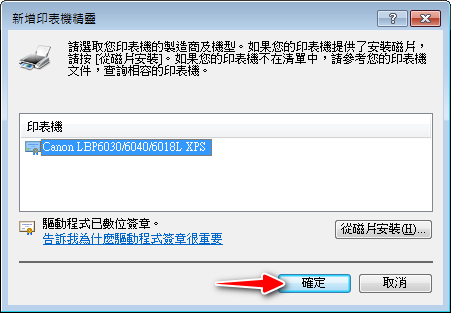 新增印表機精靈
請選取您印表機的製造商及機型。如果您的印表機提供了安裝磁片，
請按 [從磁片安裝]。如果您的印表機不在清單中，請參考您的印表機
文件，查詢相容的印表機。
印表機
Canon LBP6030/6040/6018L XPS
驅動程式已數位簽章。
告訴我為什麼驅動程式簽章很重要
從磁片安裝(H)...
確定
取消